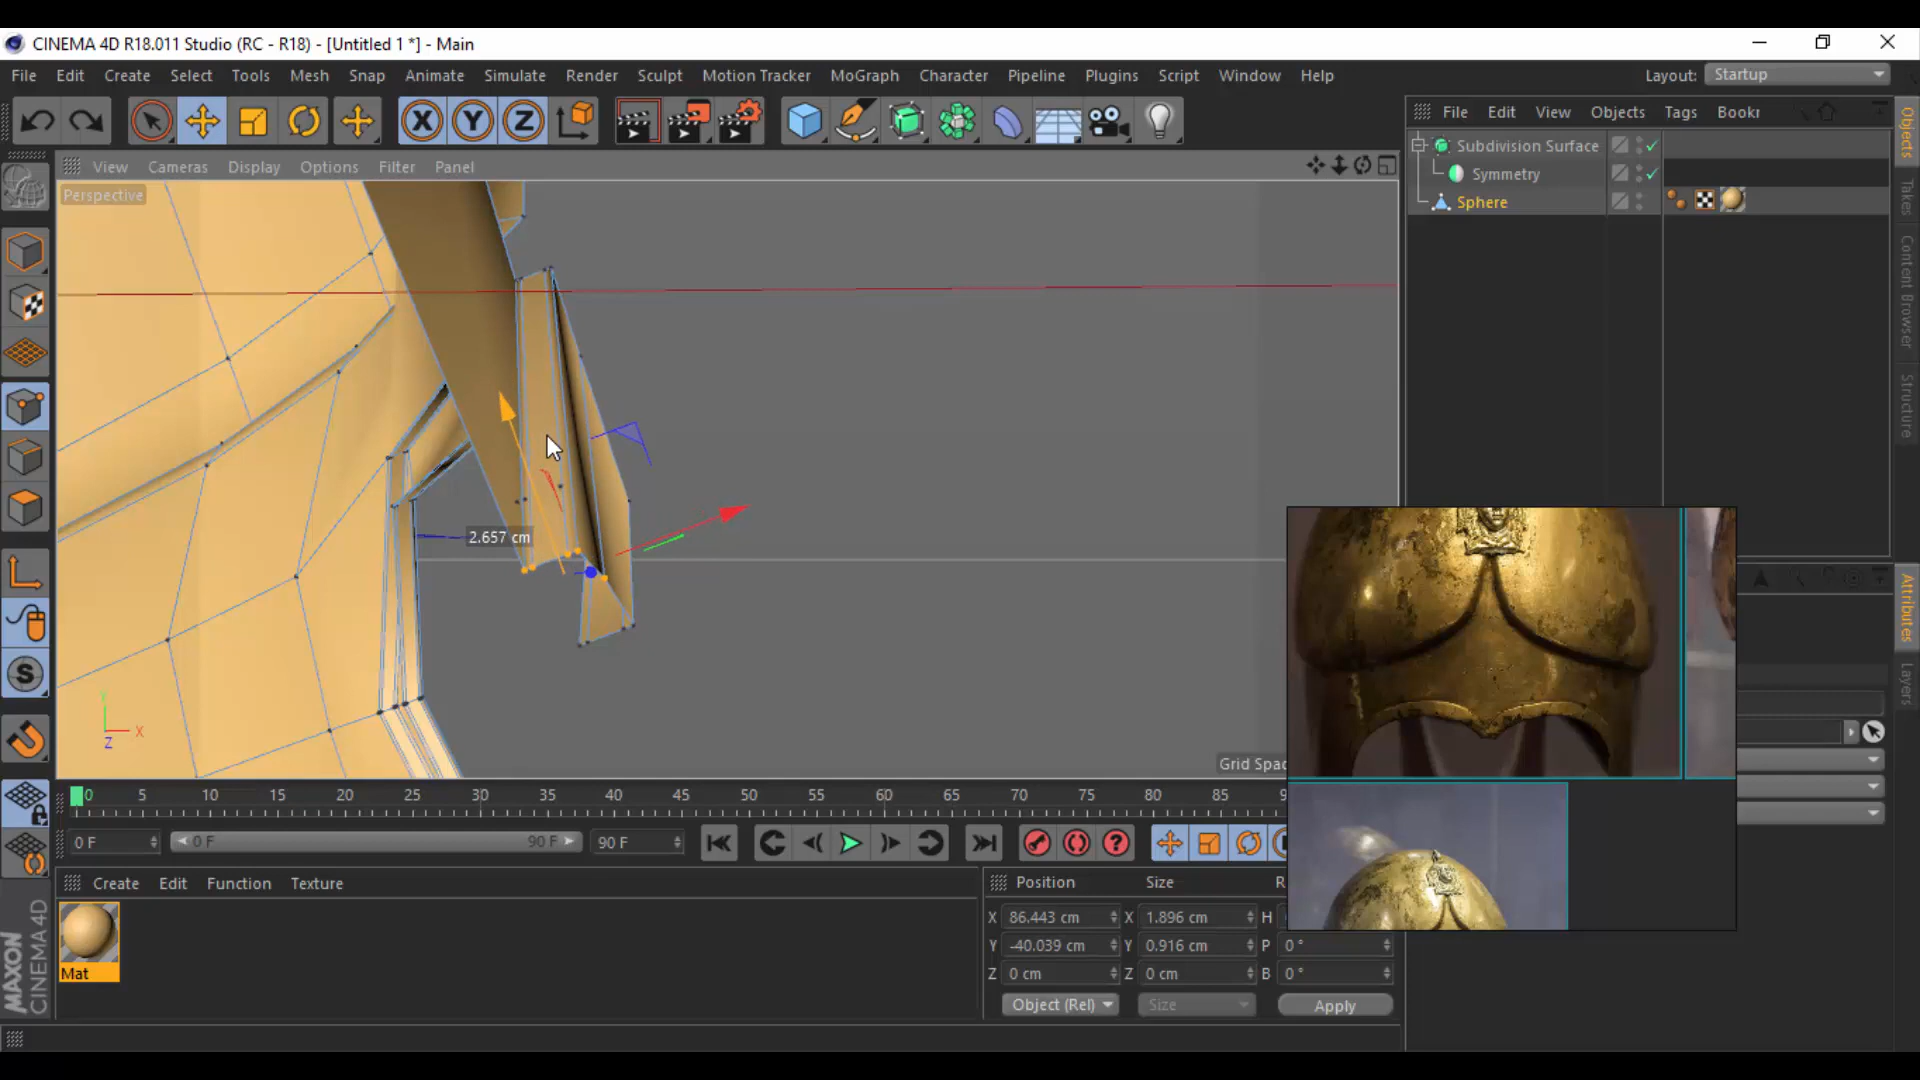 CINEMA 4D R18.011 Studio (RC - R18) - [Untitled 1 *] - Main
File Edit Create Select Tools Mesh Snap Animate Simulate Render Sculpt Motion Tracker MoGraph Character Pipeline Plugins Script Window Help Layout: Startup
X Y Z
File Edit View Objects Tags Bookr
View Cameras Display Options Filter Panel
Perspective
Subdivision Surface
Symmetry
Sphere
Objects
Takes
Content Browser
Structure
Attributes
Layers
2.657 cm
Y
X
Z
Grid Spac
0 5 10 15 20 25 30 35 40 45 50 55 60 65 70 75 80 85 9
0 F 0 F 90 F 90 F
Create Edit Function Texture
Mat
MAXON
CINEMA 4D
Position Size R
X 86.443 cm X 1.896 cm H
Y -40.039 cm Y 0.916 cm P 0 °
Z 0 cm Z 0 cm B 0 °
Object (Rel) Size Apply